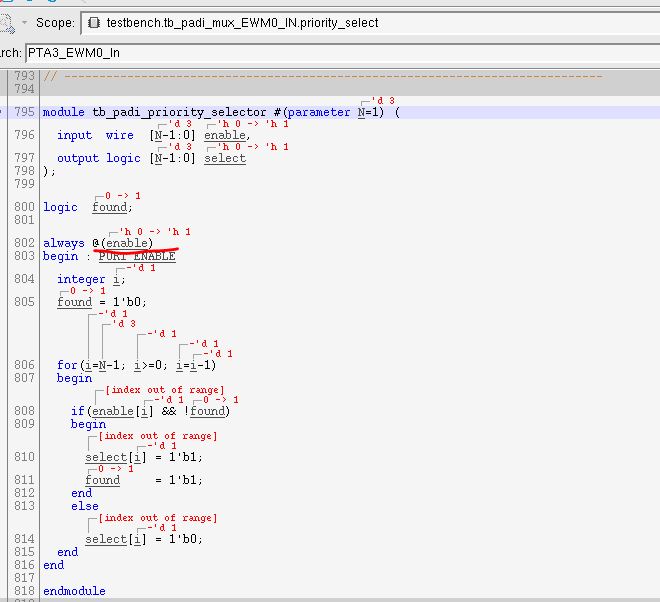 Scope: testbench.tb_padi_mux_EWM0_IN.priority_select
rch: PTA3_EWM0_In
793 // -----------------------------------------------------------------------------
794
'd 3
795 module tb_padi_priority_selector #(parameter N=1) (
'd 3 'h 0 -> 'h 1
796 input wire [N-1:0] enable,
'd 3 'h 0 -> 'h 1
797 output logic [N-1:0] select
798 );
799
0 -> 1
800 logic found;
801
'h 0 -> 'h 1
802 always @(enable)
803 begin : PORT_ENABLE
-'d 1
804 integer i;
0 -> 1
805 found = 1'b0;
-'d 1
'd 3
-'d 1
-'d 1
-'d 1
806 for(i=N-1; i>=0; i=i-1)
807 begin
[index out of range]
-'d 1 0 -> 1
808 if(enable[i] && !found)
809 begin
[index out of range]
-'d 1
810 select[i] = 1'b1;
0 -> 1
811 found = 1'b1;
812 end
813 else
[index out of range]
-'d 1
814 select[i] = 1'b0;
815 end
816 end
817
818 endmodule